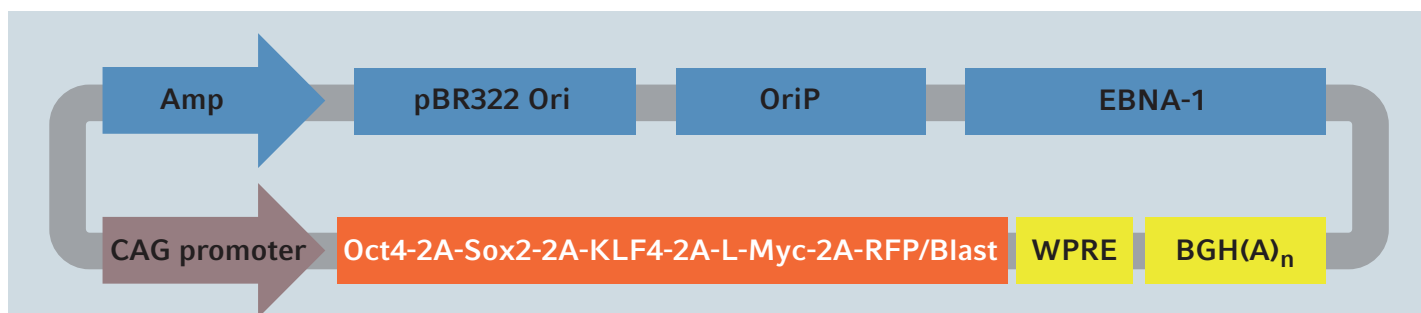 Amp pBR322 Ori OriP EBNA-1
CAG promoter Oct4-2A-Sox2-2A-KLF4-2A-L-Myc-2A-RFP/Blast WPRE BGH(A)n